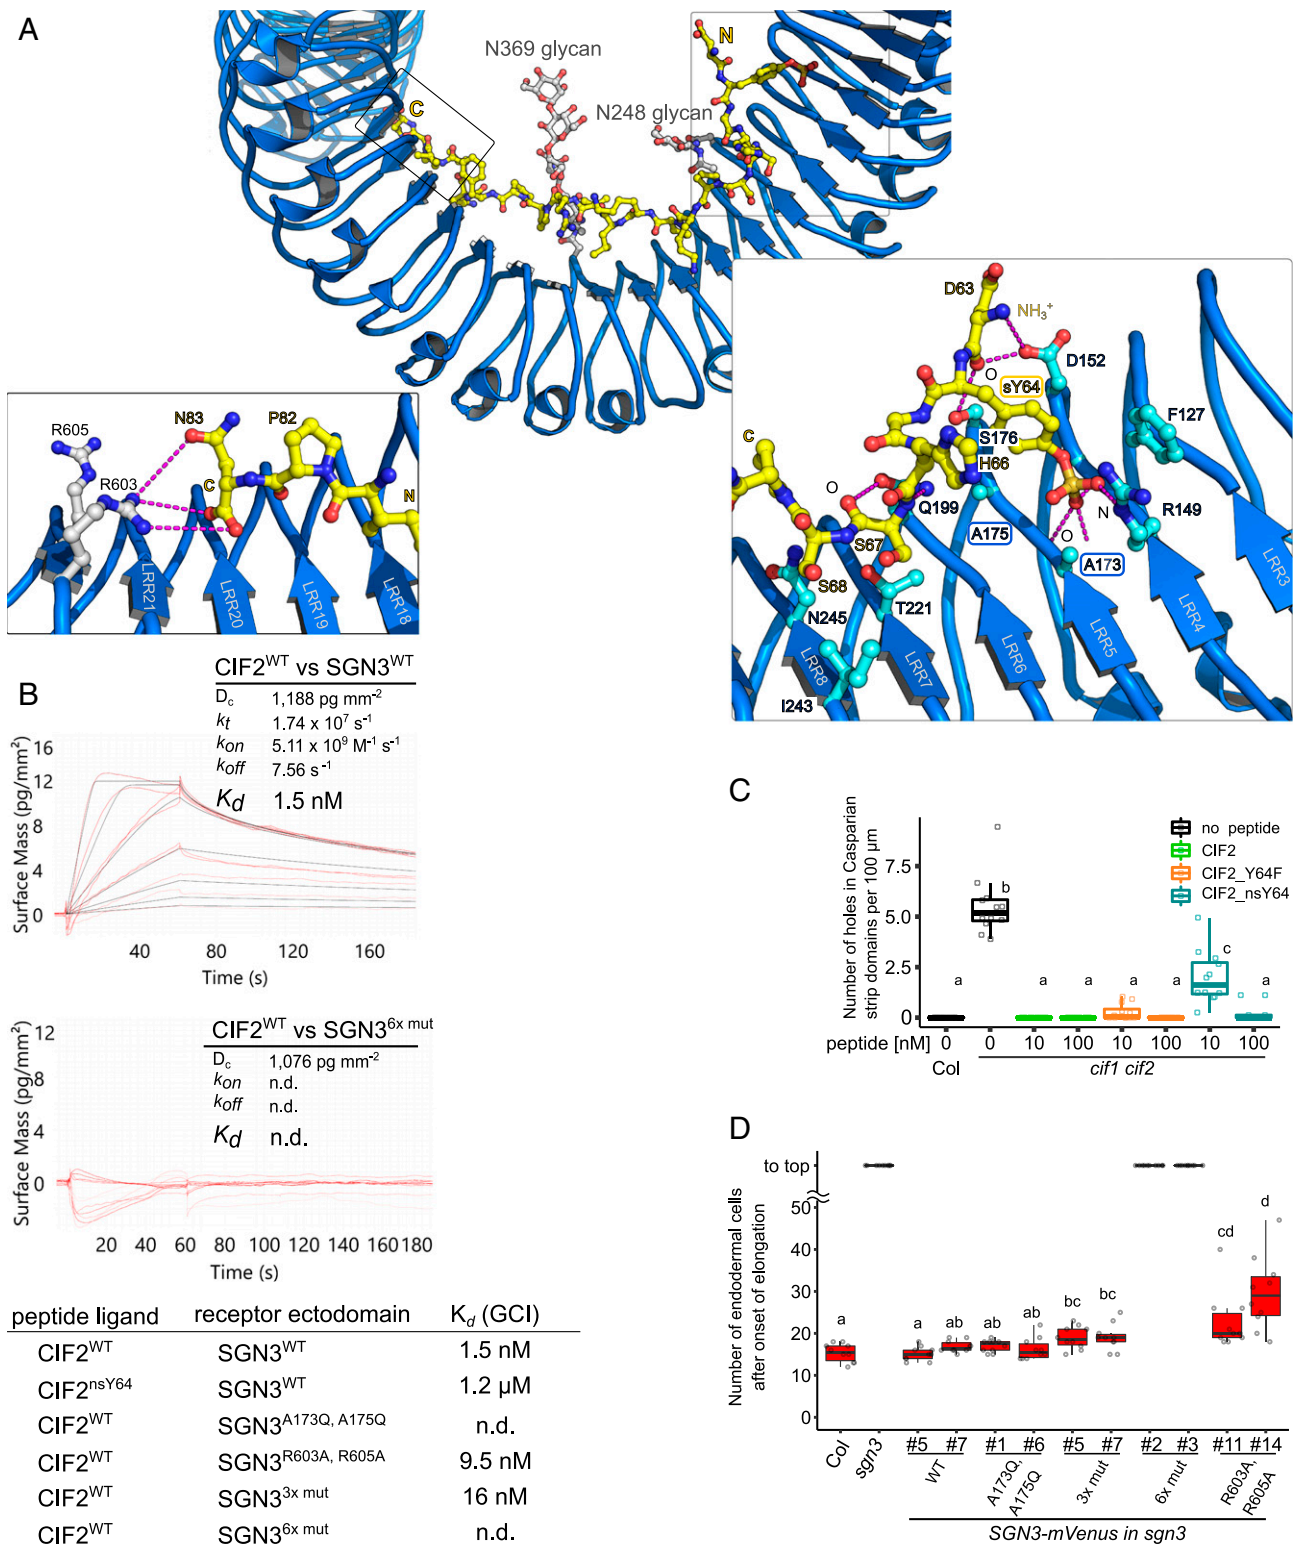 A
N369 glycan
N248 glycan
N
C
R605
N83
P82
R603
C
N
LRR21
LRR20
LRR19
LRR18
D63
NH₃⁺
D152
O
sY64
F127
C
S176
H66
O
Q199
R149
N
A175
O
A173
S67
S68
N245
T221
I243
LRR3
LRR4
LRR5
LRR6
LRR7
LRR8
B
CIF2ᵂᵀ vs SGN3ᵂᵀ
D꜀ 1,188 pg mm⁻²
kₜ 1.74 x 10⁷ s⁻¹
kon 5.11 x 10⁹ M⁻¹ s⁻¹
koff 7.56 s⁻¹
Kd 1.5 nM
Surface Mass (pg/mm²)
16
12
8
4
0
40 80 120 160
Time (s)
CIF2ᵂᵀ vs SGN3⁶ˣ ᵐᵘᵗ
D꜀ 1,076 pg mm⁻²
kon n.d.
koff n.d.
Kd n.d.
Surface Mass (pg/mm²)
12
8
4
0
20 40 60 80 100 120 140 160 180
Time (s)
peptide ligand receptor ectodomain Kd (GCI)
CIF2ᵂᵀ SGN3ᵂᵀ 1.5 nM
CIF2ⁿˢʸ⁶⁴ SGN3ᵂᵀ 1.2 µM
CIF2ᵂᵀ SGN3A173Q, A175Q n.d.
CIF2ᵂᵀ SGN3R603A, R605A 9.5 nM
CIF2ᵂᵀ SGN3³ˣ ᵐᵘᵗ 16 nM
CIF2ᵂᵀ SGN3⁶ˣ ᵐᵘᵗ n.d.
C
Number of holes in Casparian
strip domains per 100 µm
7.5
5.0
2.5
0
no peptide
CIF2
CIF2_Y64F
CIF2_nsY64
a b a a a a c a
peptide [nM] 0 0 10 100 10 100 10 100
Col cif1 cif2
D
Number of endodermal cells
after onset of elongation
to top
50
40
30
20
10
0
a a ab ab ab bc bc cd d
Col
sgn3
#5 #7 #1 #6 #5 #7 #2 #3 #11 #14
WT
A173Q,
A175Q
3x mut
6x mut
R603A,
R605A
SGN3-mVenus in sgn3